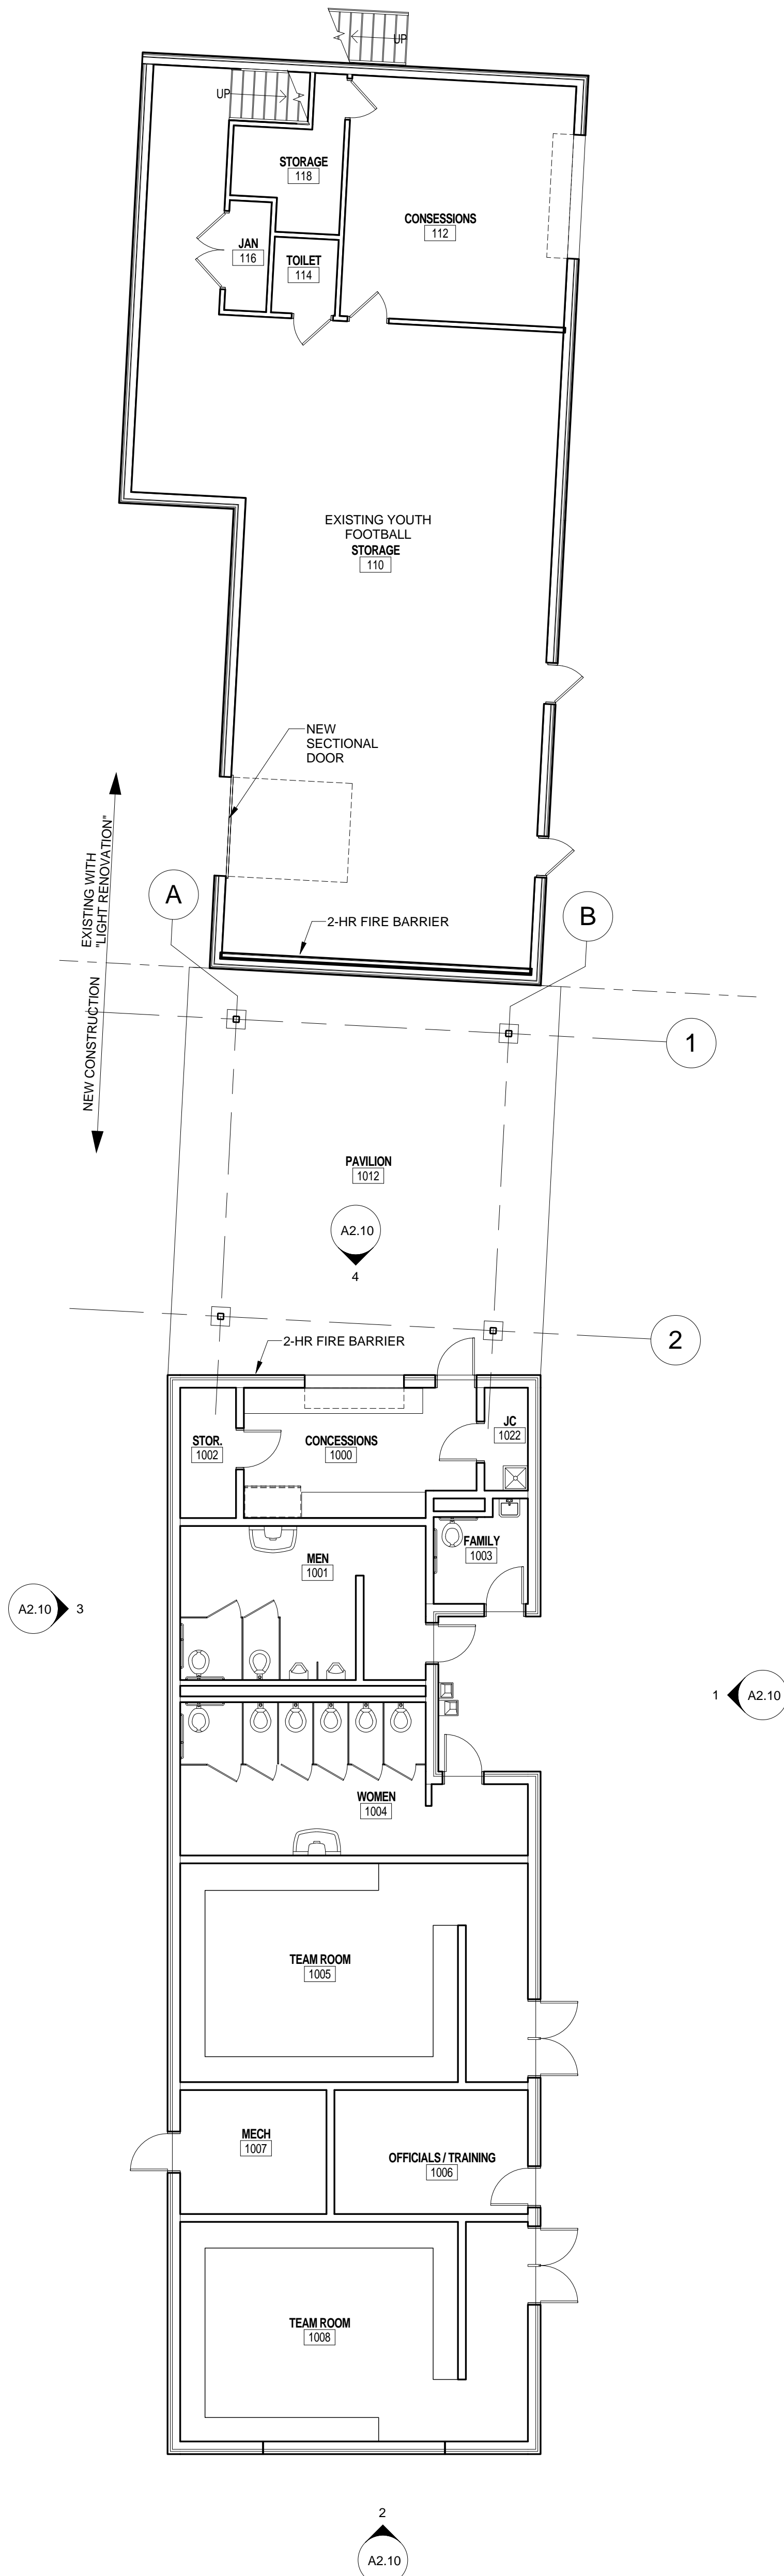 UP
UP
STORAGE
118
CONSESSIONS
112
JAN
116
TOILET
114
EXISTING YOUTH
FOOTBALL
STORAGE
110
NEW
SECTIONAL
DOOR
EXISTING WITH
"LIGHT RENOVATION"
NEW CONSTRUCTION
A
B
2-HR FIRE BARRIER
1
PAVILION
1012
A2.10
4
2
2-HR FIRE BARRIER
STOR.
1002
CONCESSIONS
1000
JC
1022
FAMILY
1003
MEN
1001
A2.10
3
1
A2.10
WOMEN
1004
TEAM ROOM
1005
MECH
1007
OFFICIALS / TRAINING
1006
TEAM ROOM
1008
2
A2.10